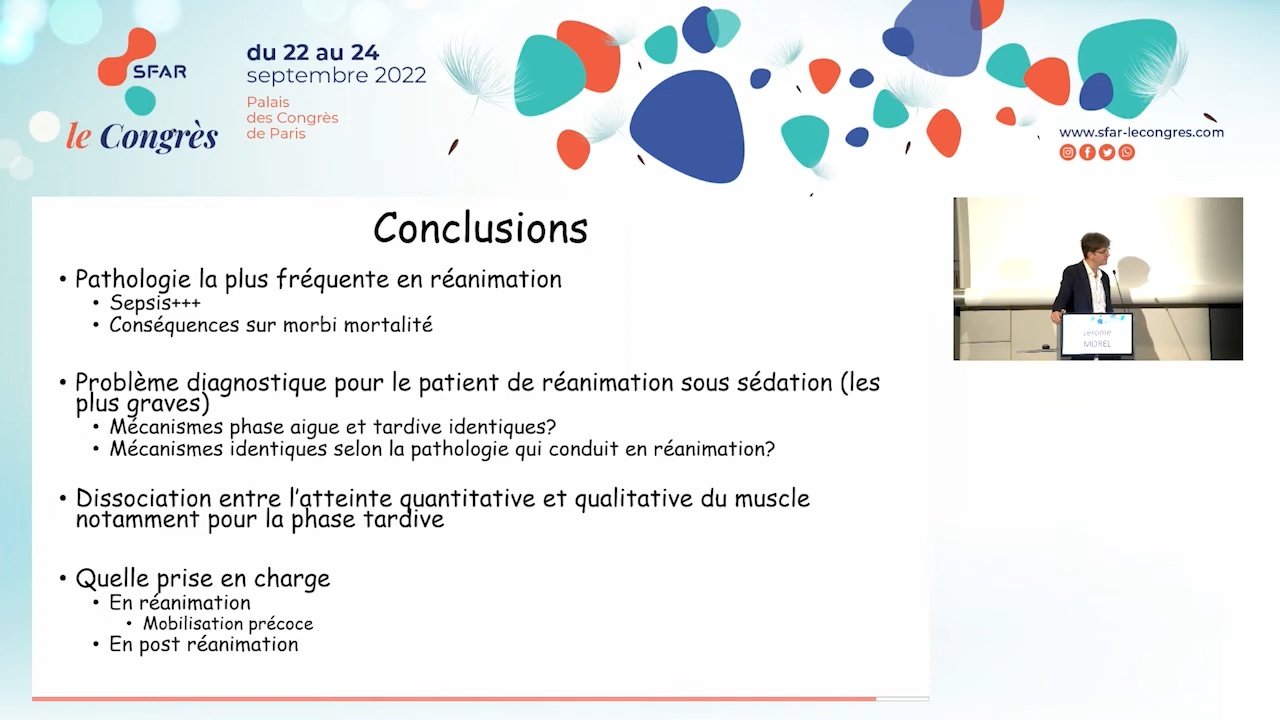 SFAR
le Congrès
du 22 au 24
septembre 2022
Palais
des Congrès
de Paris
www.sfar-lecongres.com
Conclusions
• Pathologie la plus fréquente en réanimation
• Sepsis+++
• Conséquences sur morbi mortalité
• Problème diagnostique pour le patient de réanimation sous sédation (les
plus graves)
• Mécanismes phase aigue et tardive identiques?
• Mécanismes identiques selon la pathologie qui conduit en réanimation?
• Dissociation entre l'atteinte quantitative et qualitative du muscle
notamment pour la phase tardive
• Quelle prise en charge
• En réanimation
• Mobilisation précoce
• En post réanimation
Jérome
MOREL